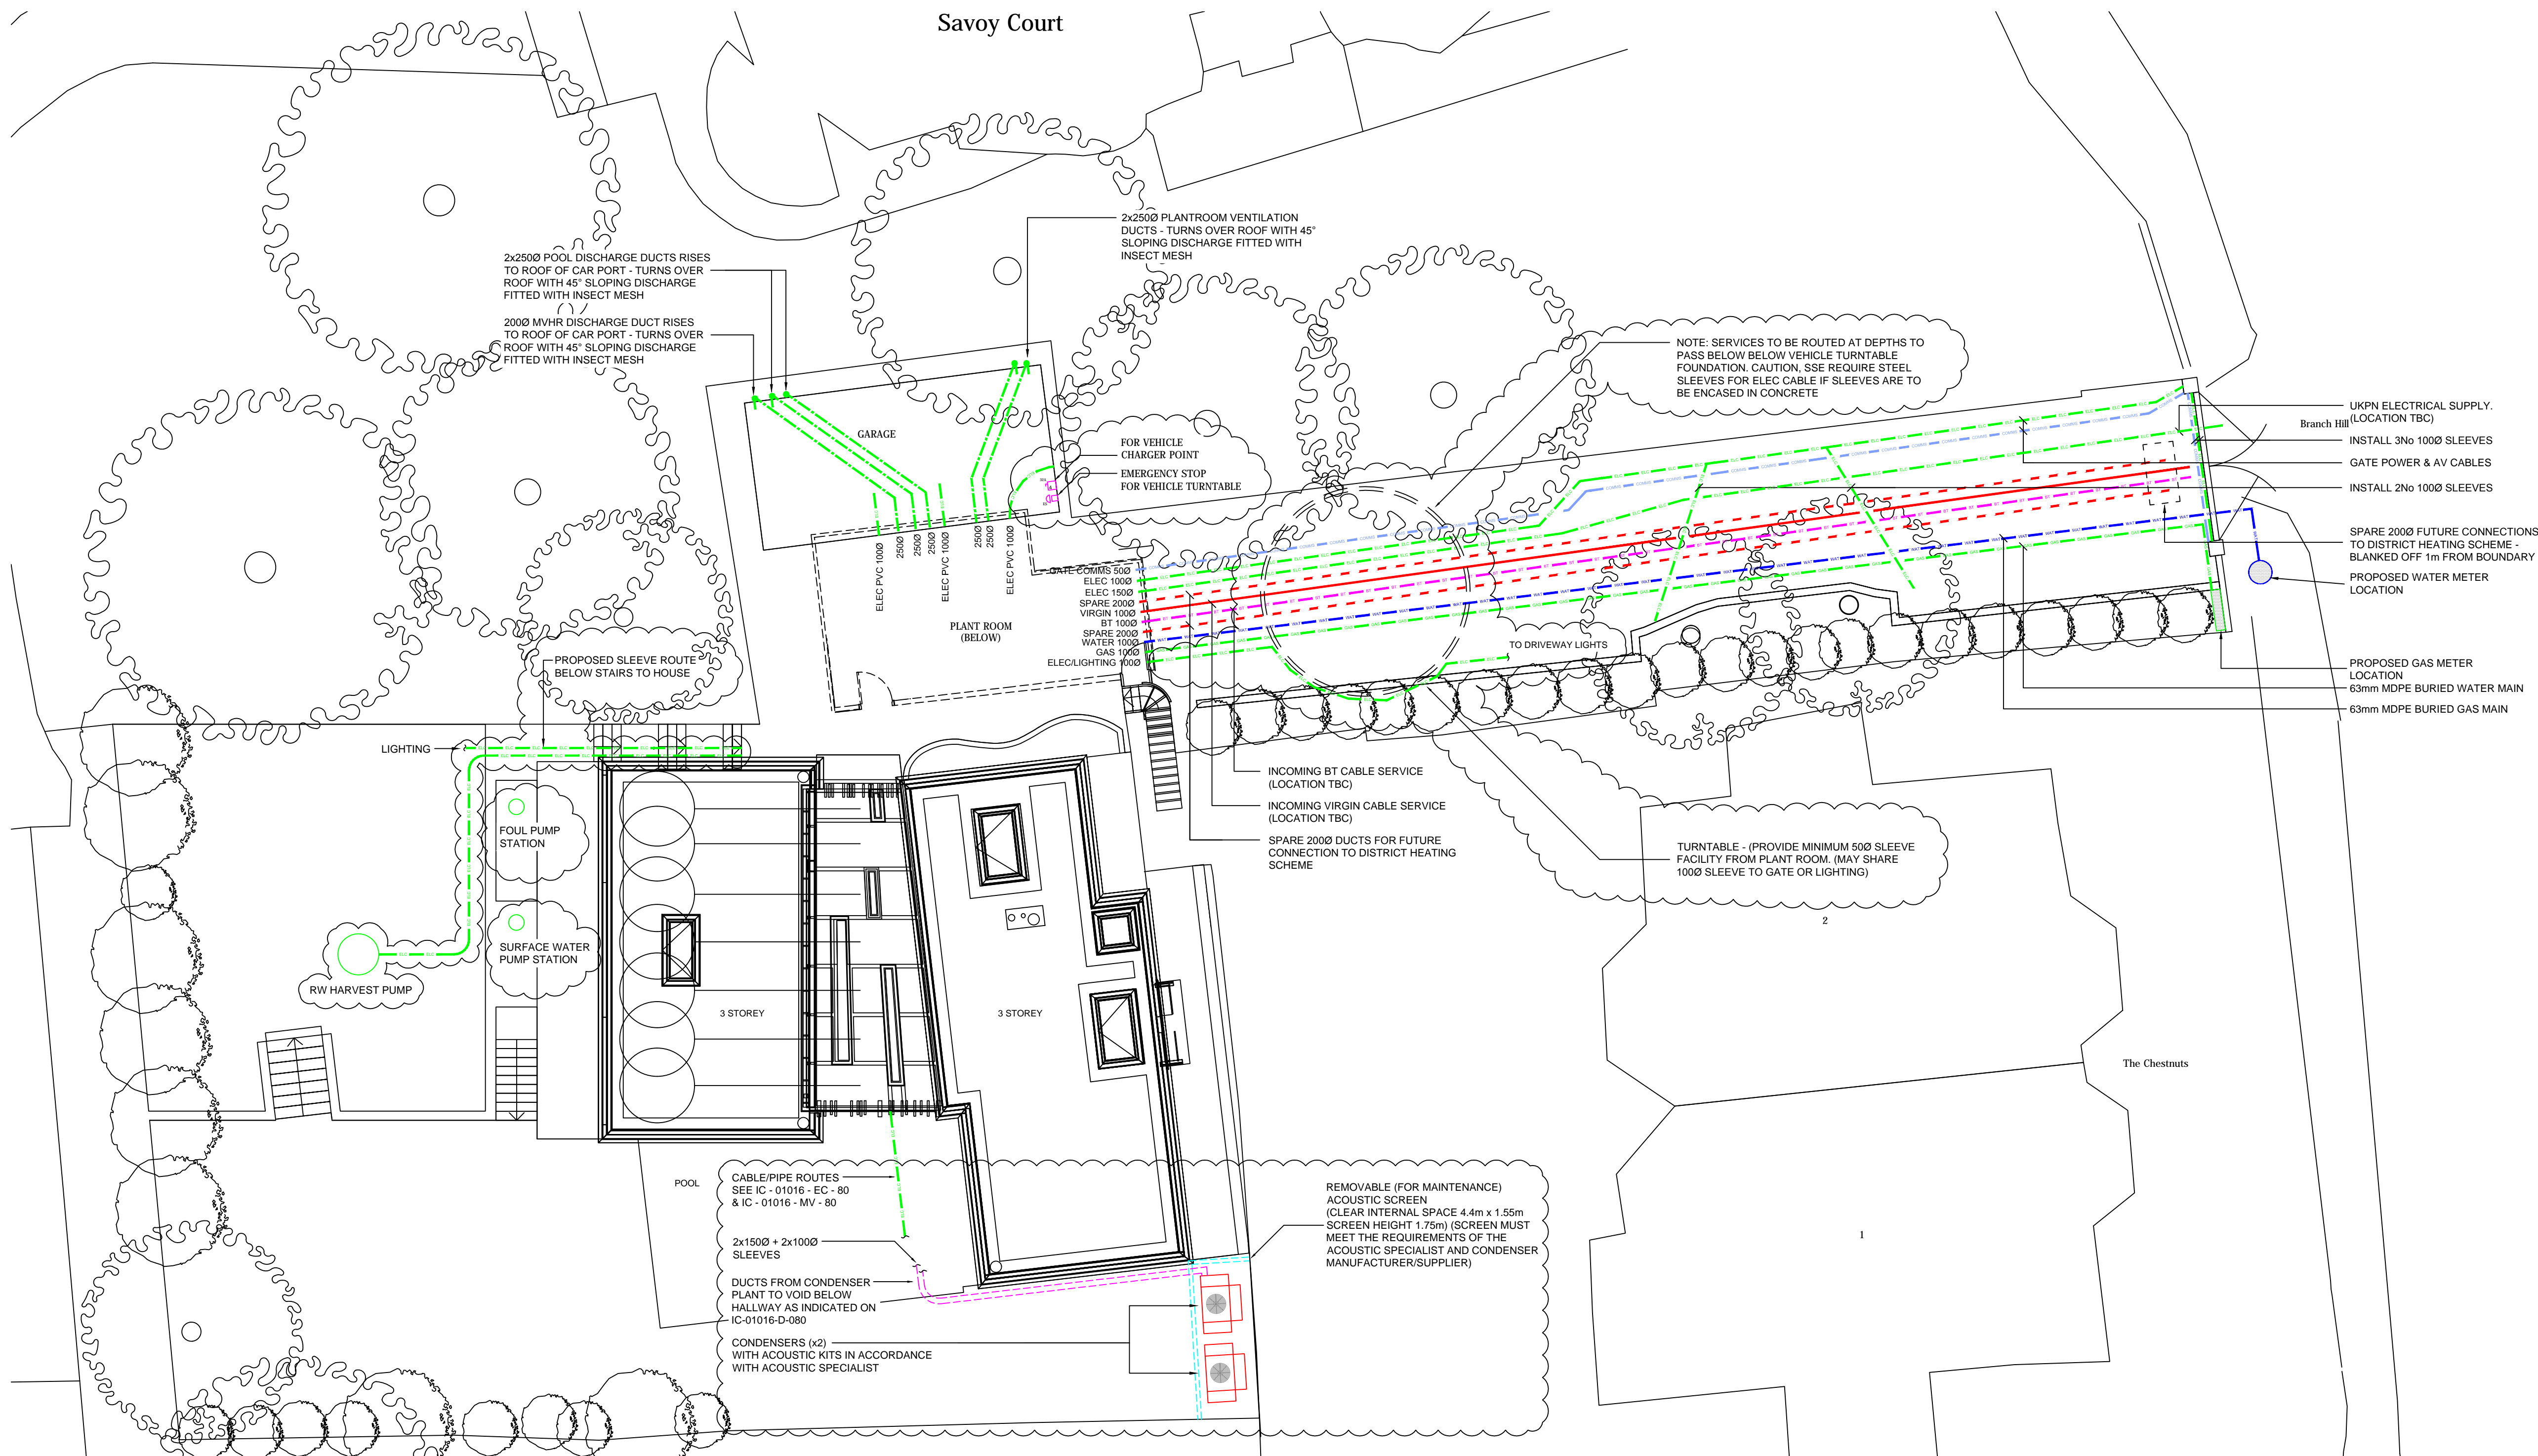 Savoy Court
2x250Ø PLANTROOM VENTILATION
DUCTS - TURNS OVER ROOF WITH 45°
SLOPING DISCHARGE FITTED WITH
INSECT MESH
2x250Ø POOL DISCHARGE DUCTS RISES
TO ROOF OF CAR PORT - TURNS OVER
ROOF WITH 45° SLOPING DISCHARGE
FITTED WITH INSECT MESH
200Ø MVHR DISCHARGE DUCT RISES
TO ROOF OF CAR PORT - TURNS OVER
ROOF WITH 45° SLOPING DISCHARGE
FITTED WITH INSECT MESH
NOTE: SERVICES TO BE ROUTED AT DEPTHS TO
PASS BELOW BELOW VEHICLE TURNTABLE
FOUNDATION. CAUTION, SSE REQUIRE STEEL
SLEEVES FOR ELEC CABLE IF SLEEVES ARE TO
BE ENCASED IN CONCRETE
GARAGE
FOR VEHICLE
CHARGER POINT
EMERGENCY STOP
FOR VEHICLE TURNTABLE
Branch Hill
UKPN ELECTRICAL SUPPLY.
(LOCATION TBC)
INSTALL 3No 100Ø SLEEVES
GATE POWER & AV CABLES
INSTALL 2No 100Ø SLEEVES
SPARE 200Ø FUTURE CONNECTIONS
TO DISTRICT HEATING SCHEME -
BLANKED OFF 1m FROM BOUNDARY
PROPOSED WATER METER
LOCATION
PROPOSED GAS METER
LOCATION
63mm MDPE BURIED WATER MAIN
63mm MDPE BURIED GAS MAIN
ELEC PVC 100Ø
250Ø
250Ø
250Ø
ELEC PVC 100Ø
250Ø
250Ø
ELEC PVC 100Ø
GATE COMMS 50Ø
ELEC 100Ø
ELEC 150Ø
SPARE 200Ø
VIRGIN 100Ø
BT 100Ø
SPARE 200Ø
WATER 100Ø
GAS 100Ø
ELEC/LIGHTING 100Ø
PLANT ROOM
(BELOW)
TO DRIVEWAY LIGHTS
PROPOSED SLEEVE ROUTE
BELOW STAIRS TO HOUSE
LIGHTING
INCOMING BT CABLE SERVICE
(LOCATION TBC)
INCOMING VIRGIN CABLE SERVICE
(LOCATION TBC)
SPARE 200Ø DUCTS FOR FUTURE
CONNECTION TO DISTRICT HEATING
SCHEME
TURNTABLE - (PROVIDE MINIMUM 50Ø SLEEVE
FACILITY FROM PLANT ROOM. (MAY SHARE
100Ø SLEEVE TO GATE OR LIGHTING)
FOUL PUMP
STATION
SURFACE WATER
PUMP STATION
RW HARVEST PUMP
3 STOREY
3 STOREY
2
The Chestnuts
1
POOL
CABLE/PIPE ROUTES
SEE IC - 01016 - EC - 80
& IC - 01016 - MV - 80
2x150Ø + 2x100Ø
SLEEVES
DUCTS FROM CONDENSER
PLANT TO VOID BELOW
HALLWAY AS INDICATED ON
IC-01016-D-080
CONDENSERS (x2)
WITH ACOUSTIC KITS IN ACCORDANCE
WITH ACOUSTIC SPECIALIST
REMOVABLE (FOR MAINTENANCE)
ACOUSTIC SCREEN
(CLEAR INTERNAL SPACE 4.4m x 1.55m
SCREEN HEIGHT 1.75m) (SCREEN MUST
MEET THE REQUIREMENTS OF THE
ACOUSTIC SPECIALIST AND CONDENSER
MANUFACTURER/SUPPLIER)